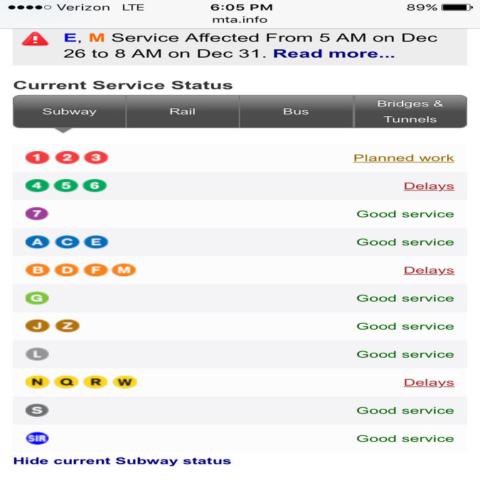 Verizon LTE 6:05 PM 89%
mta.info
E, M Service Affected From 5 AM on Dec
26 to 8 AM on Dec 31. Read more...
Current Service Status
Subway Rail Bus Bridges &
Tunnels
1 2 3 Planned work
4 5 6 Delays
7 Good service
A C E Good service
B D F M Delays
G Good service
J Z Good service
L Good service
N Q R W Delays
S Good service
SIR Good service
Hide current Subway status